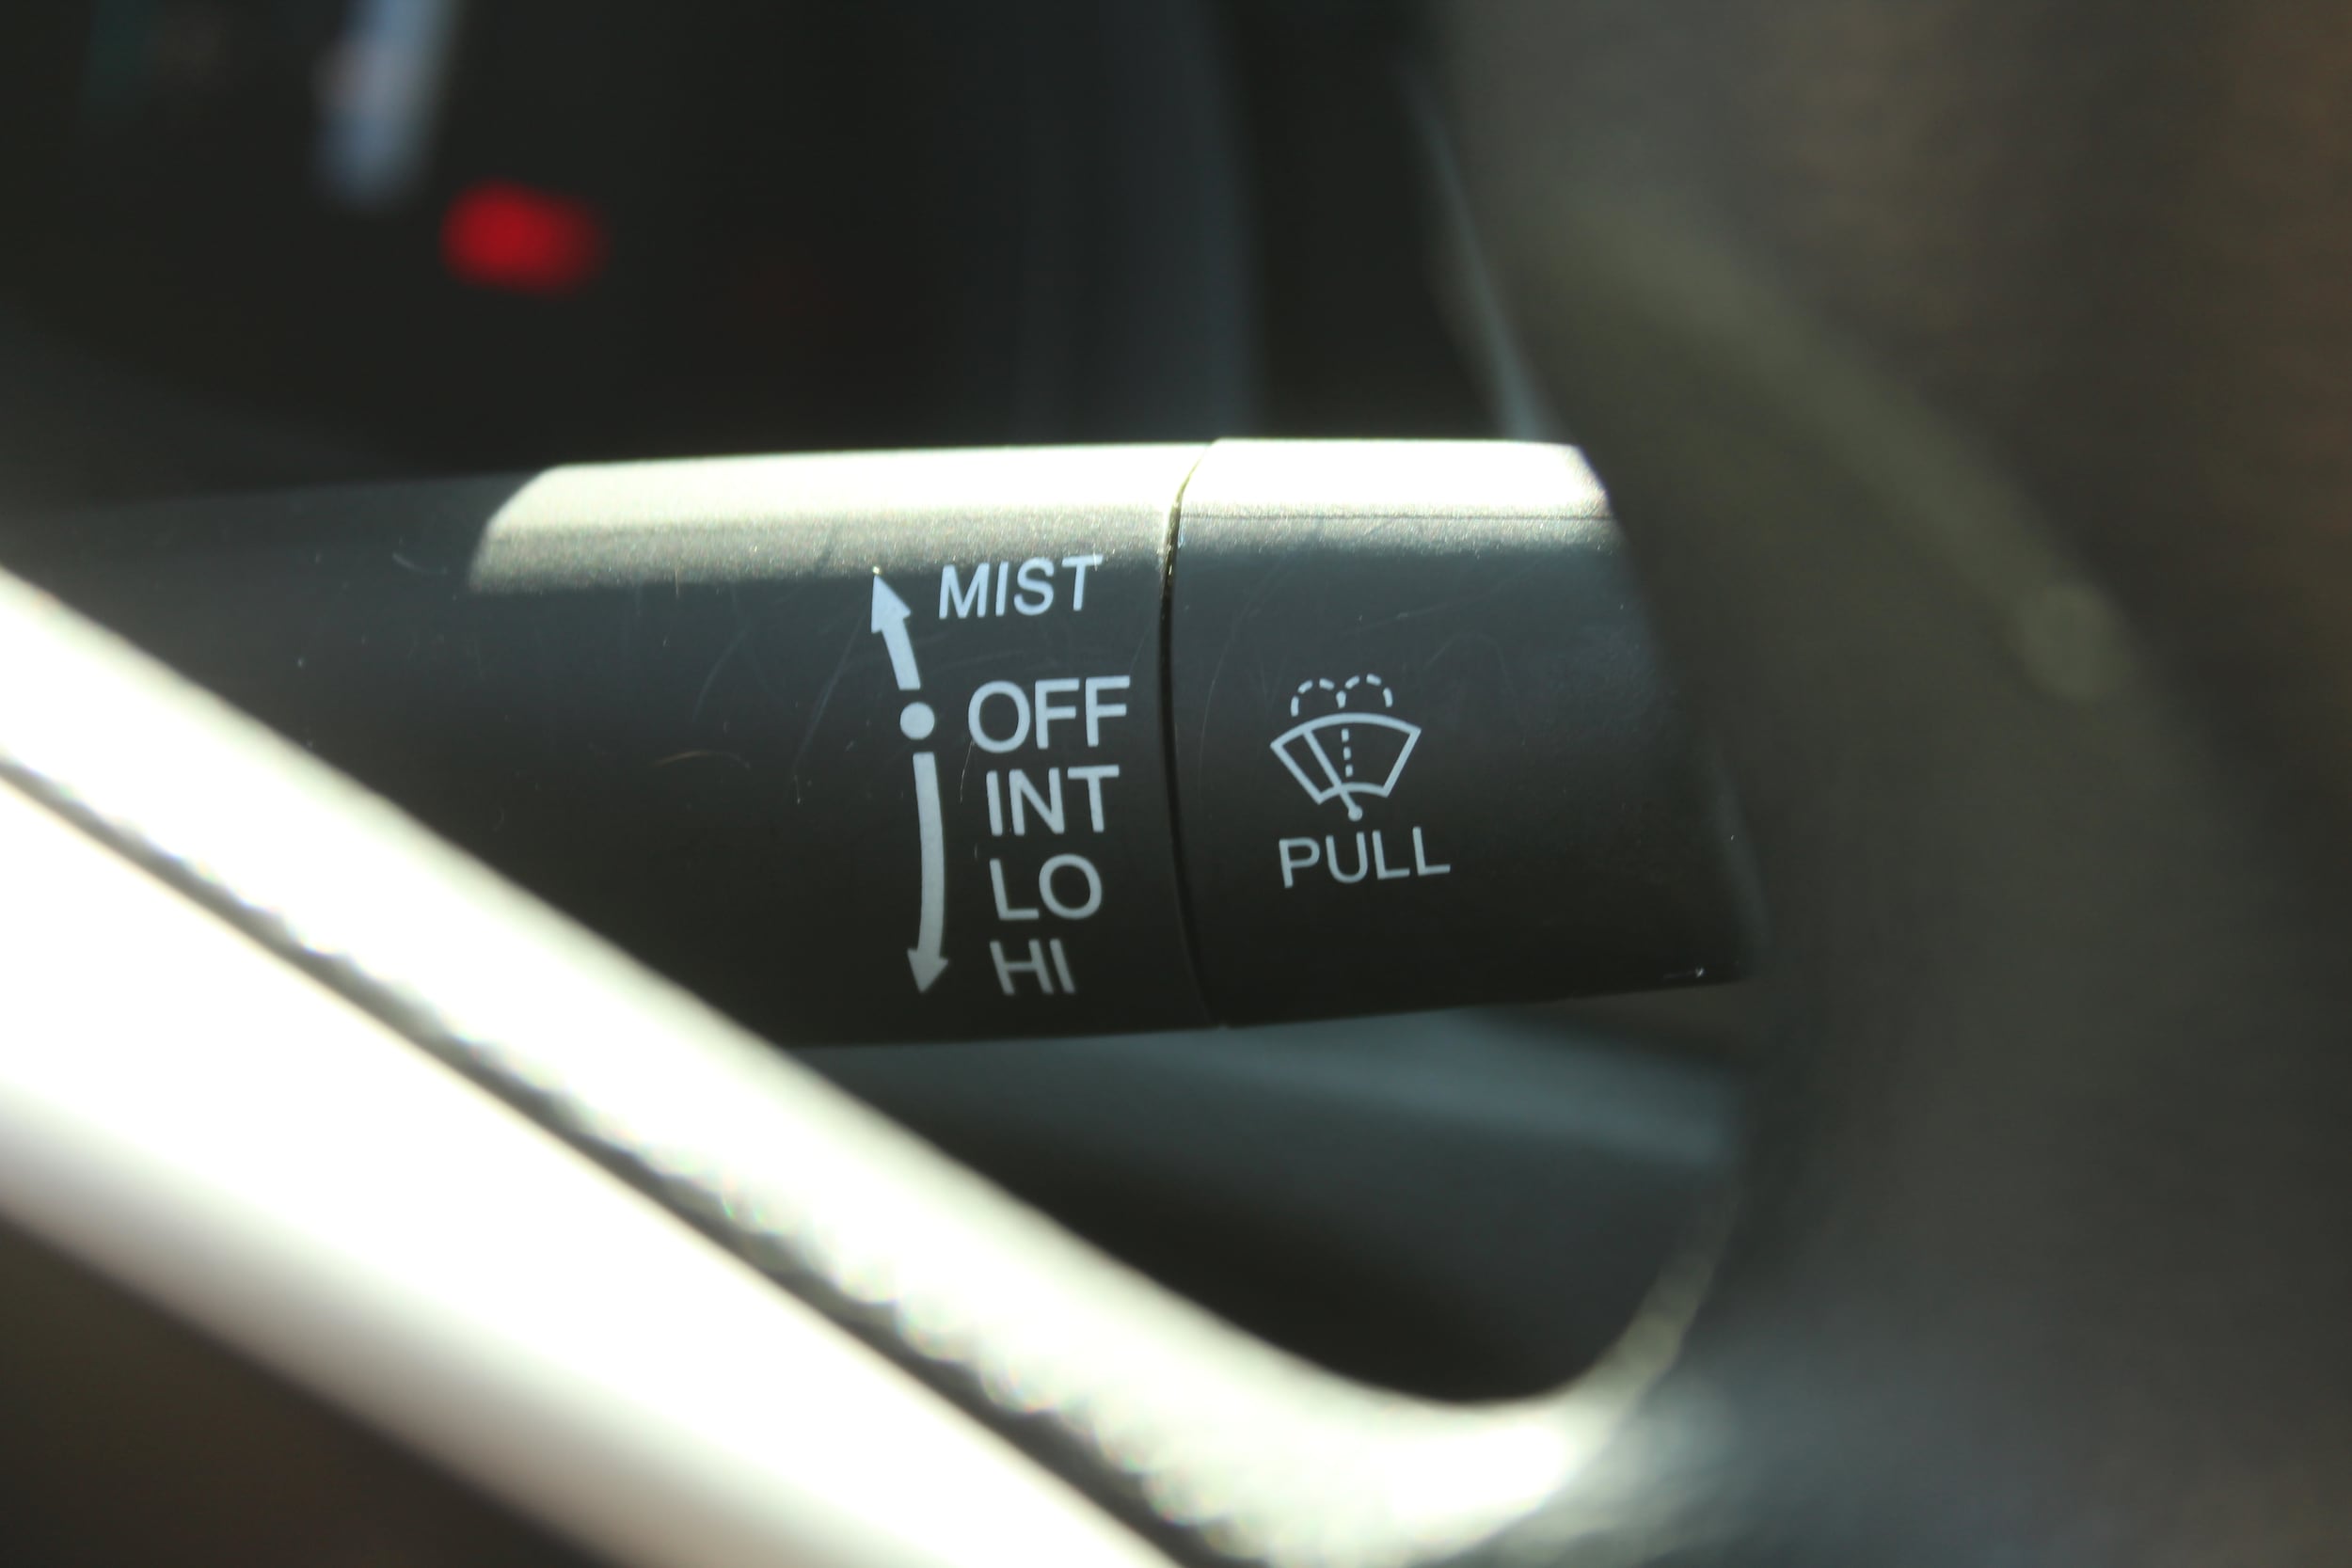 MIST
OFF
INT
LO
HI
PULL